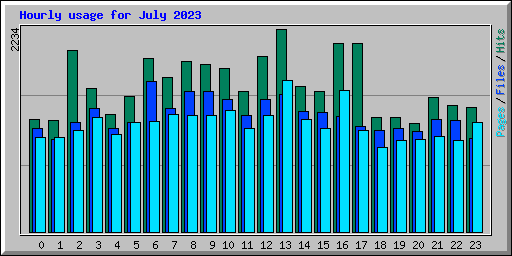 Hourly usage for July 2023
2234
Pages/Files/Hits
0 1 2 3 4 5 6 7 8 9 10 11 12 13 14 15 16 17 18 19 20 21 22 23